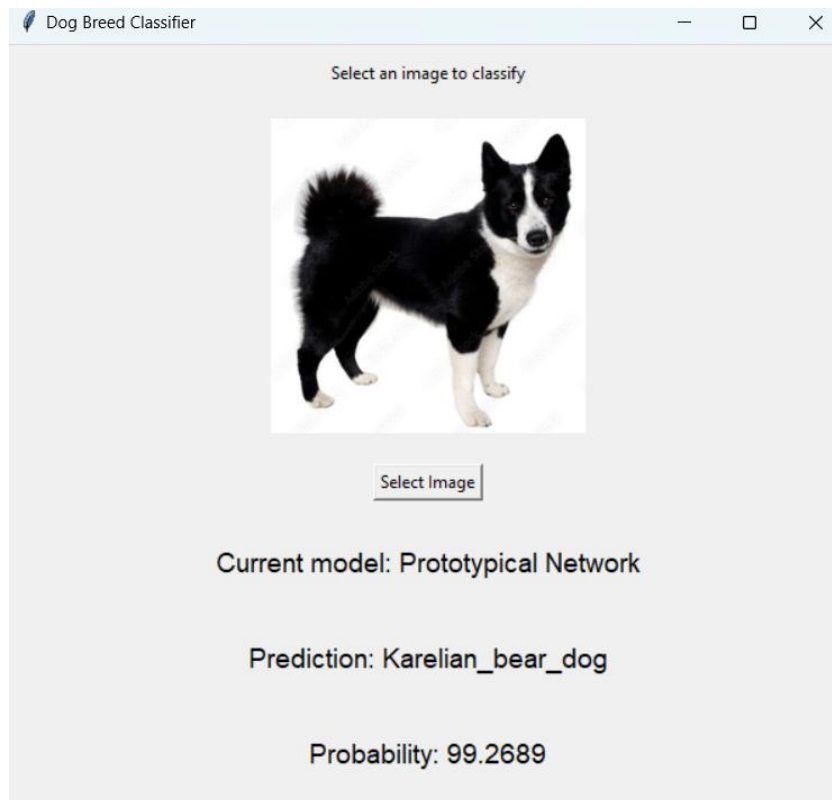 Dog Breed Classifier
Select an image to classify
Select Image
Current model: Prototypical Network
Prediction: Karelian_bear_dog
Probability: 99.2689